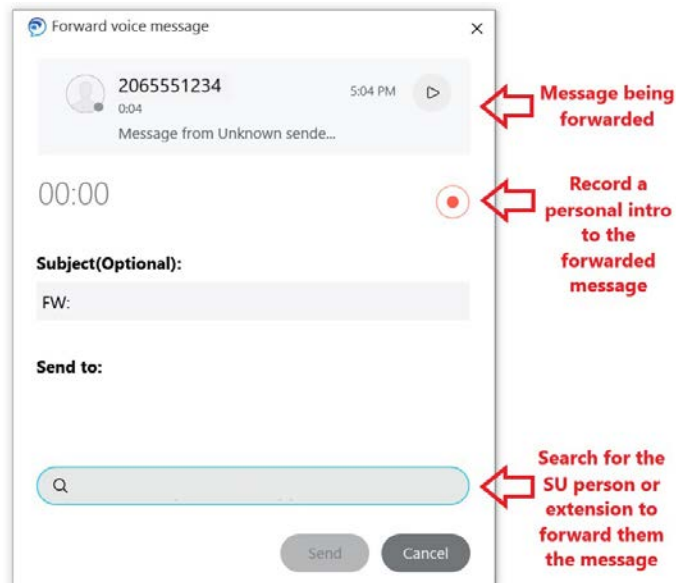 Forward voice message
2065551234
5:04 PM
0:04
Message from Unknown sende...
Message being
forwarded
00:00
Record a
personal intro
to the
forwarded
message
Subject(Optional):
FW:
Send to:
Search for the
SU person or
extension to
forward them
the message
Send
Cancel